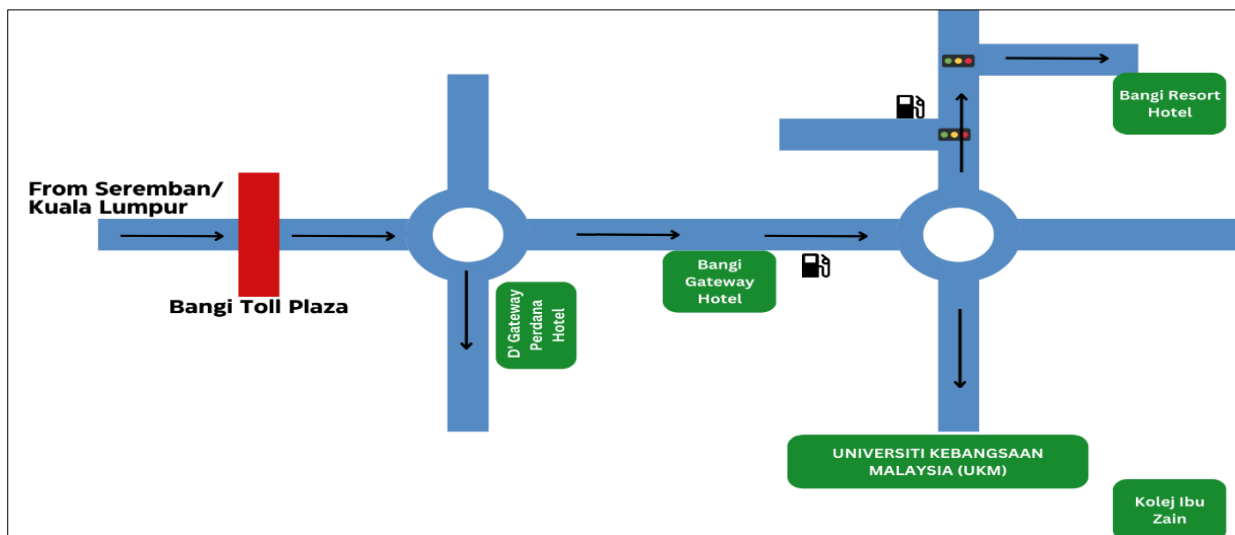 From Seremban/
Kuala Lumpur
Bangi Toll Plaza
D' Gateway
Perdana
Hotel
Bangi
Gateway
Hotel
Bangi Resort
Hotel
UNIVERSITI KEBANGSAAN
MALAYSIA (UKM)
Kolej Ibu
Zain